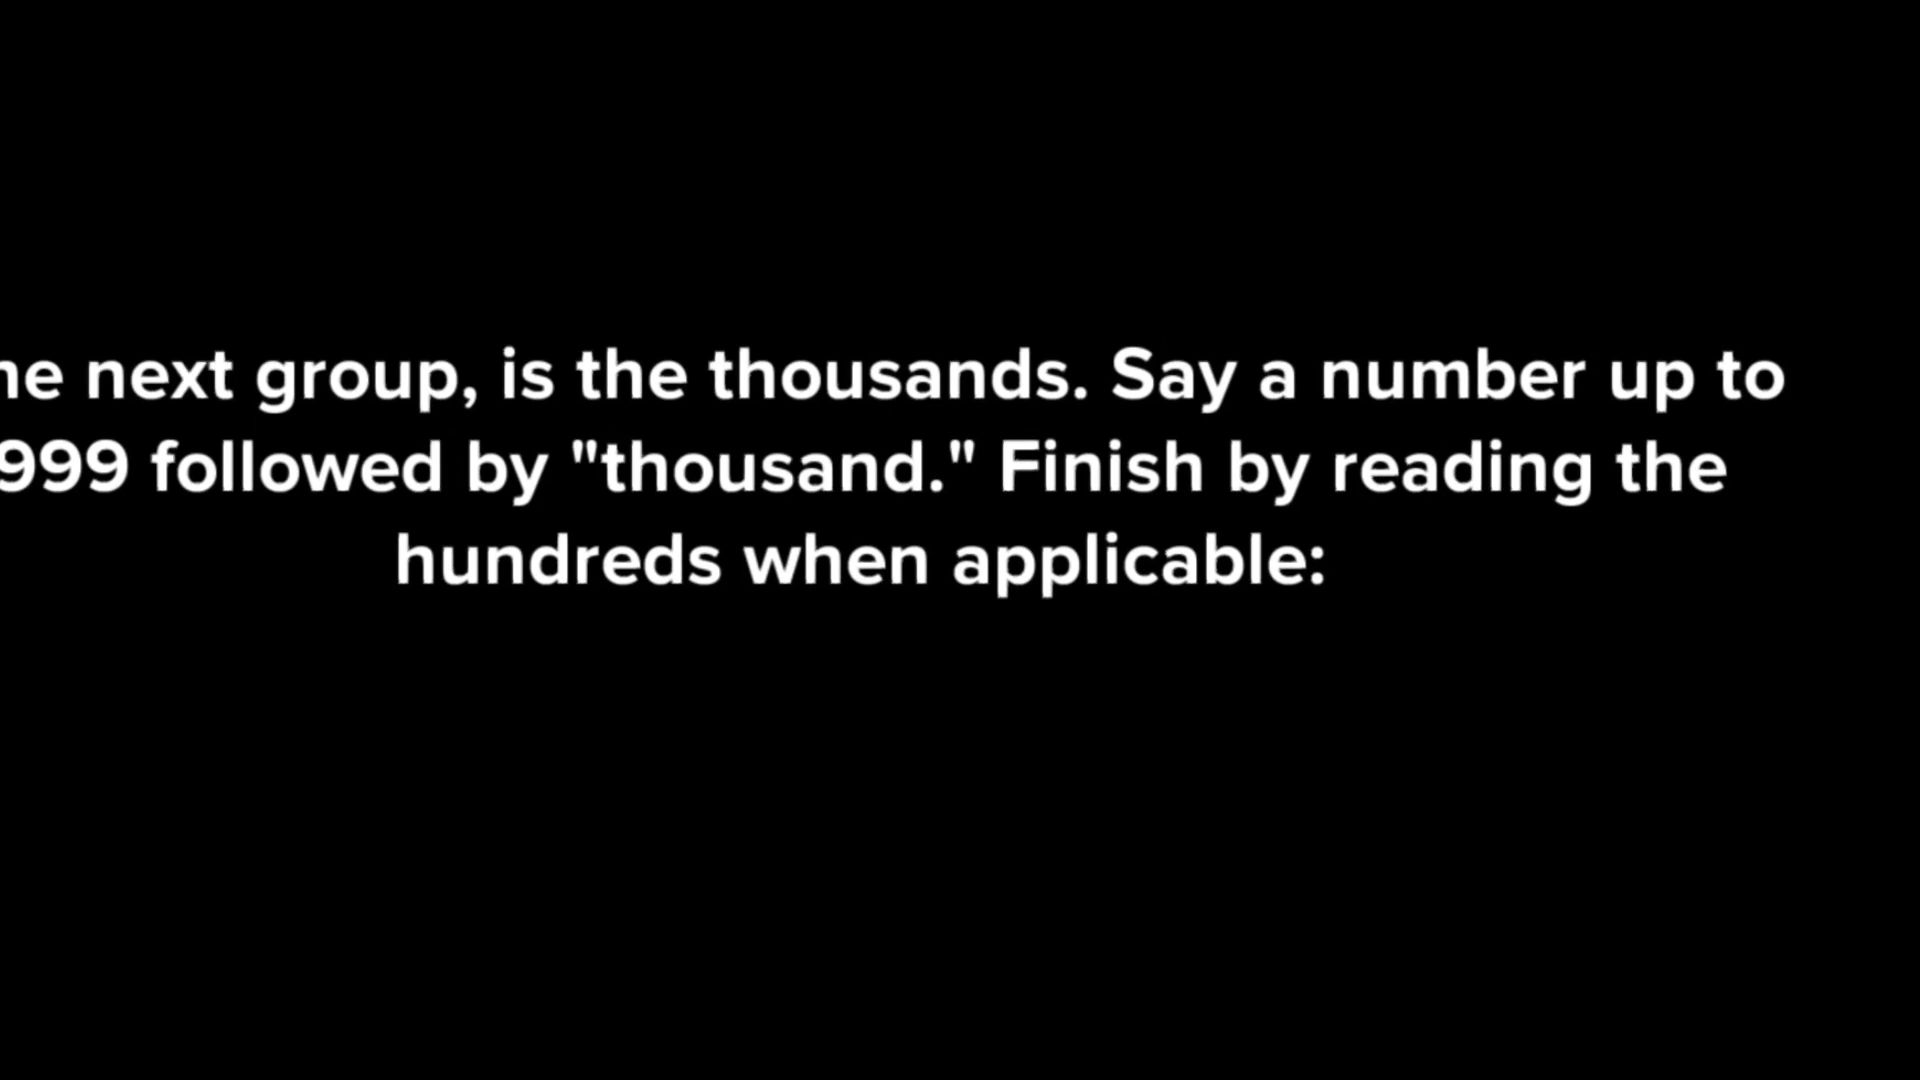 he next group, is the thousands. Say a number up to
999 followed by "thousand." Finish by reading the
hundreds when applicable: